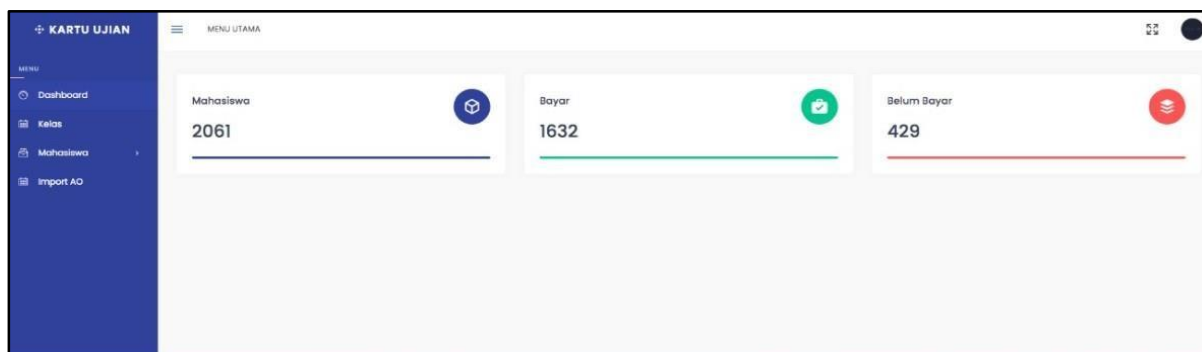 KARTU UJIAN
MENU UTAMA
MENU
Dashboard
Kelas
Mahasiswa
Import AO
Mahasiswa
2061
Bayar
1632
Belum Bayar
429